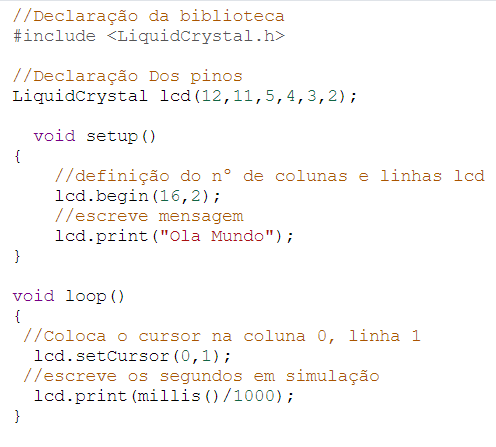 //Declaração da biblioteca
#include <LiquidCrystal.h>
//Declaração Dos pinos
LiquidCrystal lcd(12,11,5,4,3,2);
void setup()
{
//definição do nº de colunas e linhas lcd
lcd.begin(16,2);
//escreve mensagem
lcd.print("Ola Mundo");
}
void loop()
{
//Coloca o cursor na coluna 0, linha 1
lcd.setCursor(0,1);
//escreve os segundos em simulação
lcd.print(millis()/1000);
}